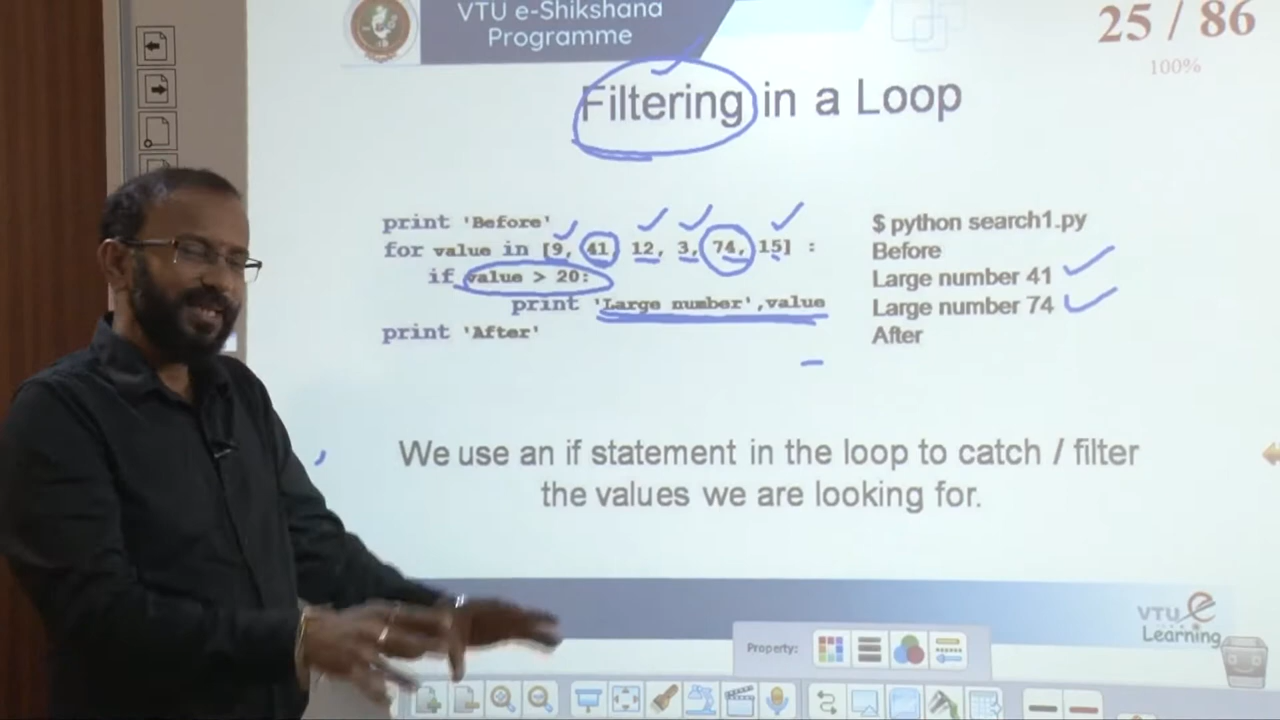 VTU e-Shikshana
Programme
25 / 86
100%
Filtering in a Loop
print 'Before'
for value in [9, 41, 12, 3, 74, 15] :
if value > 20:
print 'Large number',value
print 'After'
$ python search1.py
Before
Large number 41
Large number 74
After
We use an if statement in the loop to catch / filter
the values we are looking for.
VTU e
Learning
Property: